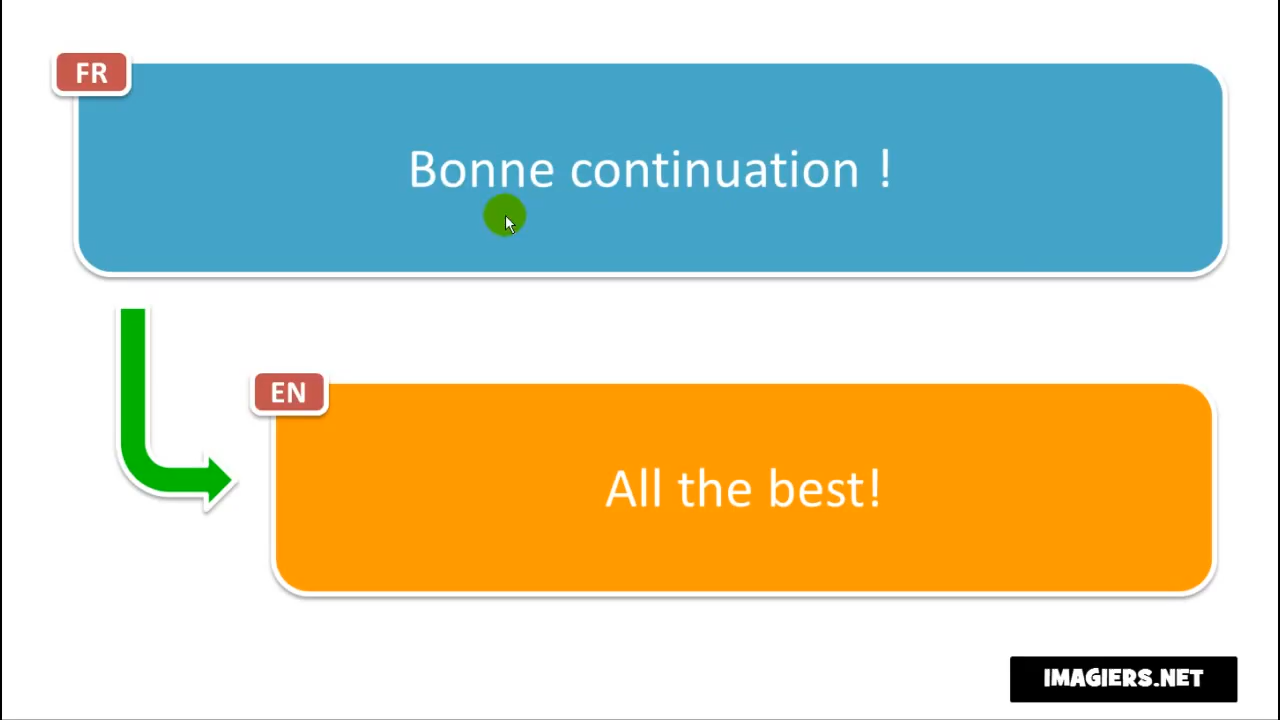 FR
Bonne continuation !
EN
All the best!
IMAGIERS.NET